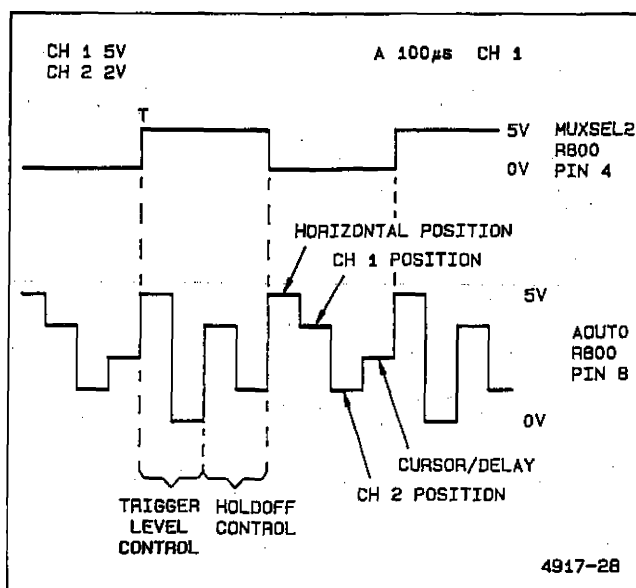 CH 1 5V
CH 2 2V
A 100µs CH 1
T
5V
0V
MUXSEL2
R800
PIN 4
HORIZONTAL POSITION
CH 1 POSITION
5V
0V
AOUT0
R800
PIN 8
CURSOR/DELAY
CH 2 POSITION
TRIGGER
LEVEL
CONTROL
HOLDOFF
CONTROL
4917-28